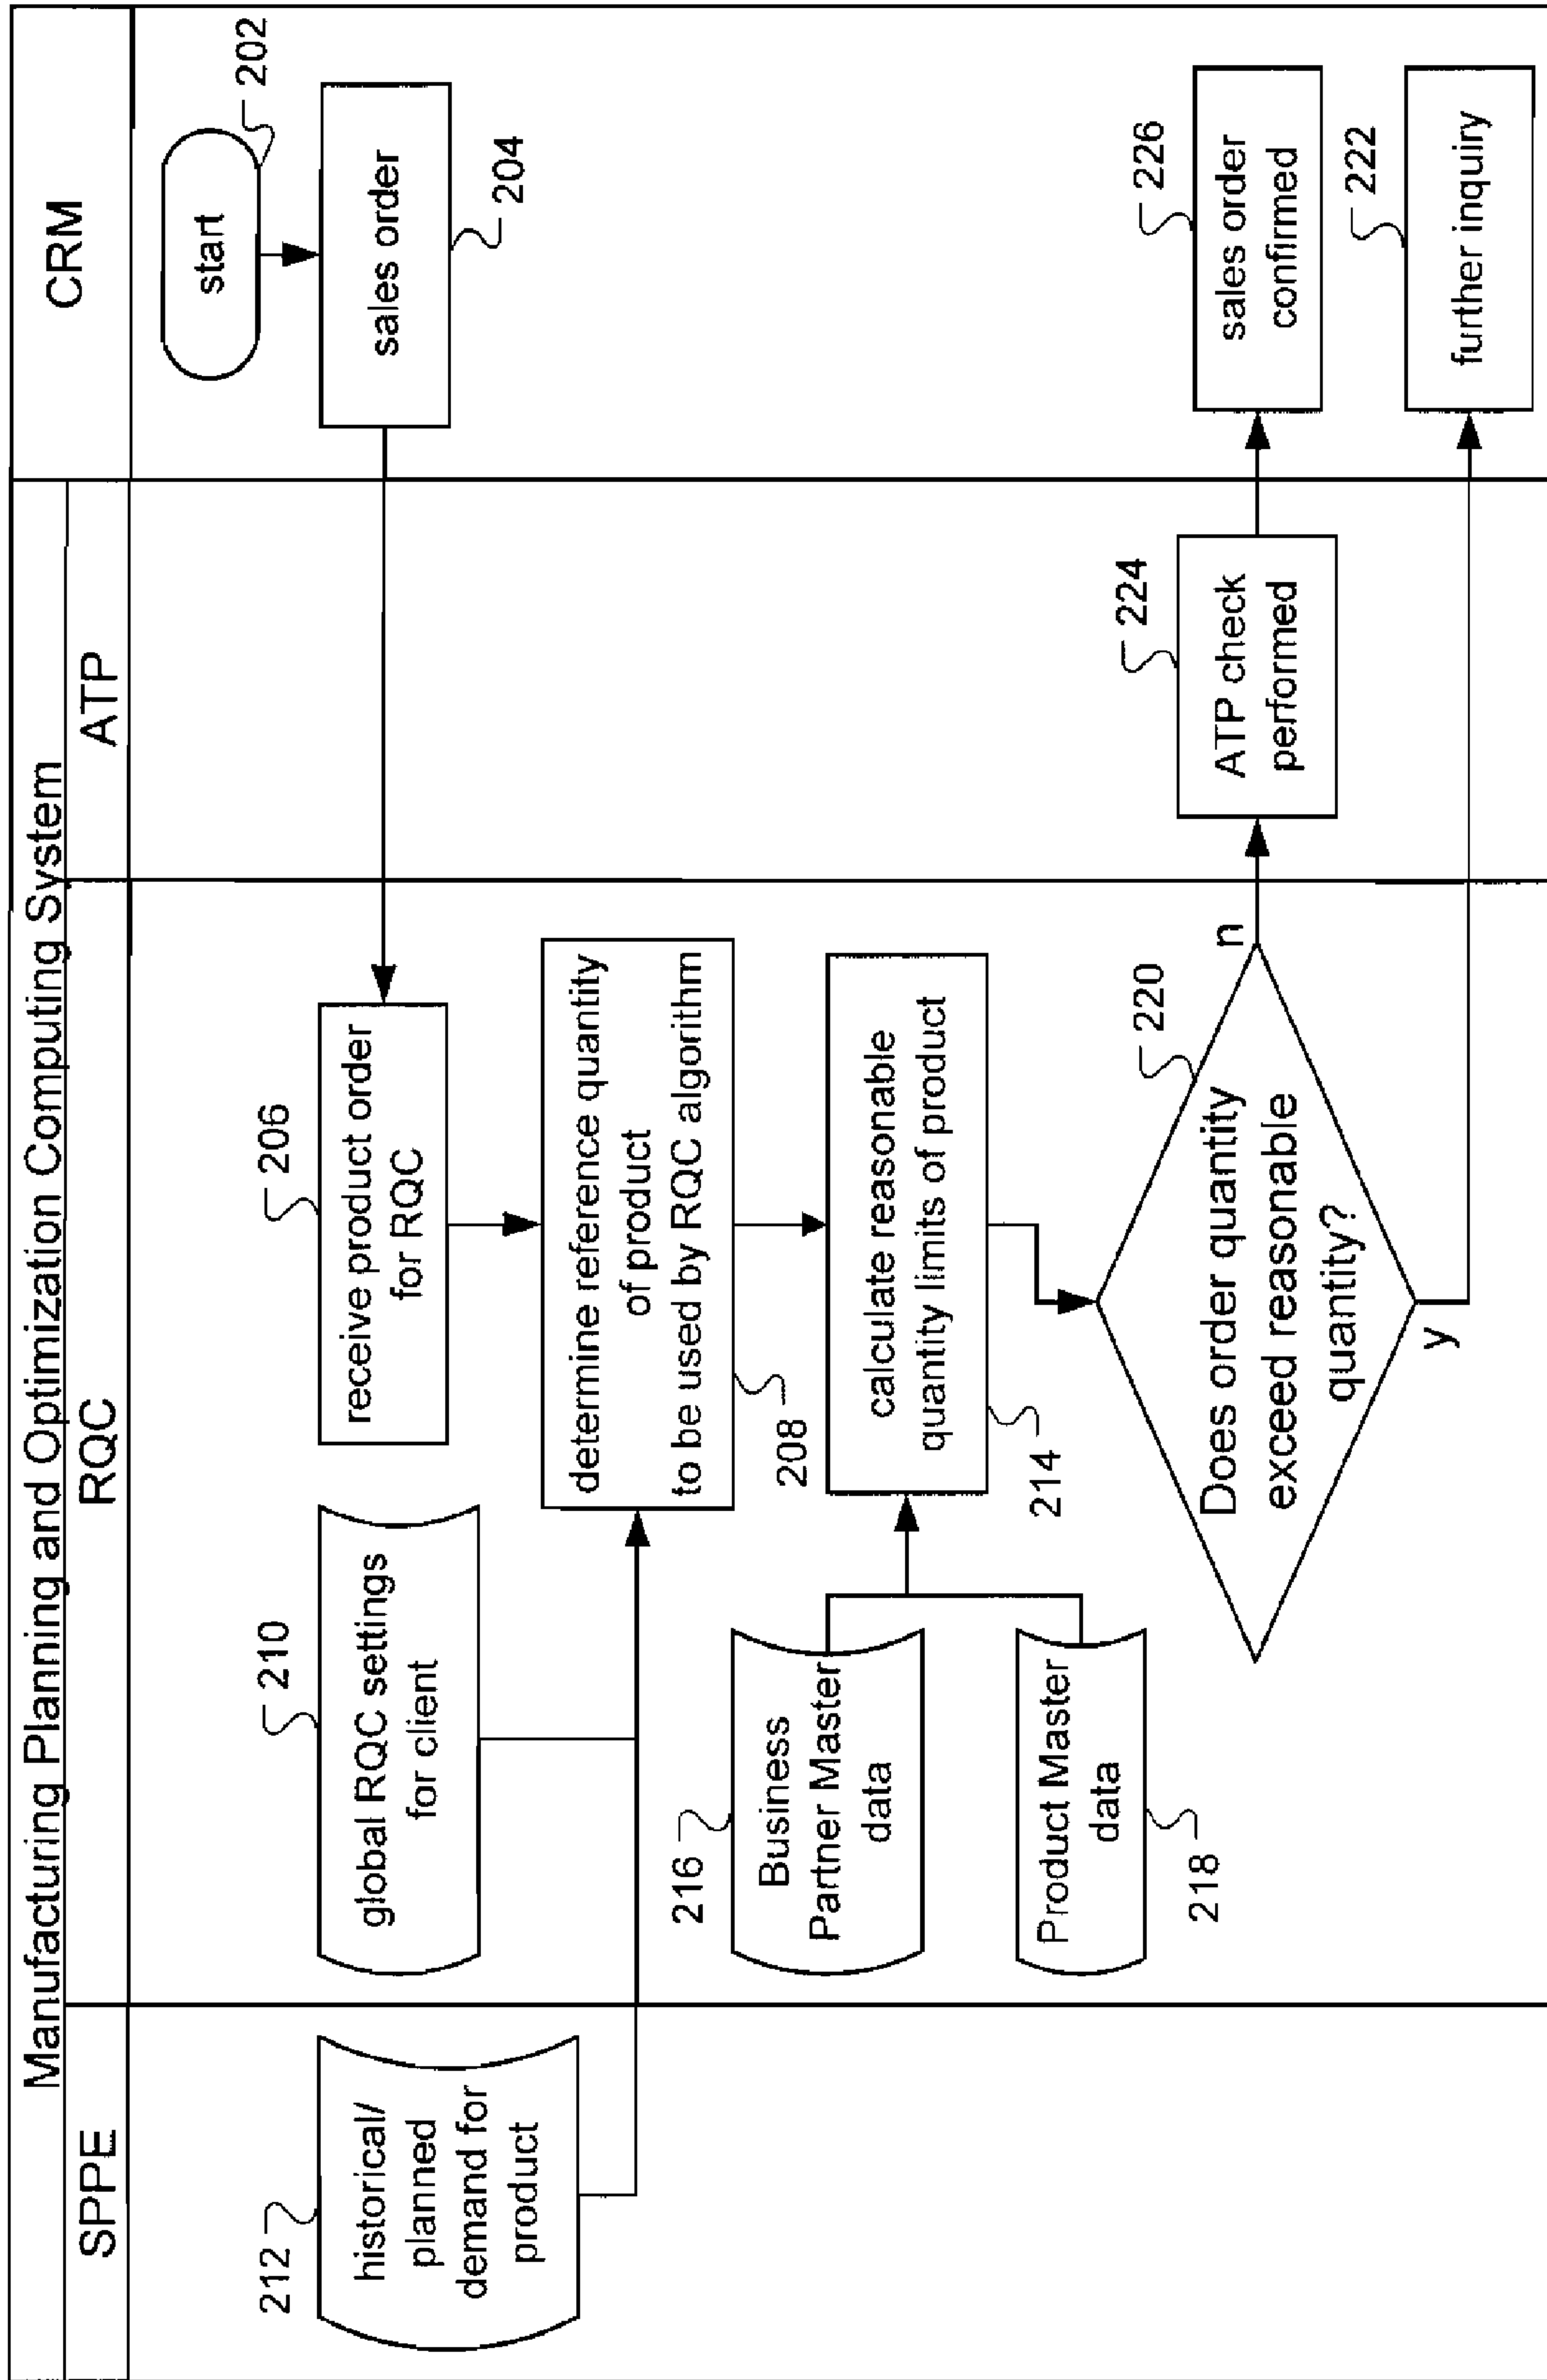 Manufacturing Planning and Optimization Computing System
SPPE
RQC
ATP
CRM
start
202
sales order
204
206
receive product order
for RQC
210
global RQC settings
for client
212
historical/
planned
demand for
product
determine reference quantity
of product
to be used by RQC algorithm
208
216
Business
Partner Master
data
calculate reasonable
quantity limits of product
214
Product Master
data
218
220
Does order quantity
exceed reasonable
quantity?
n
y
224
ATP check
performed
226
sales order
confirmed
222
further inquiry